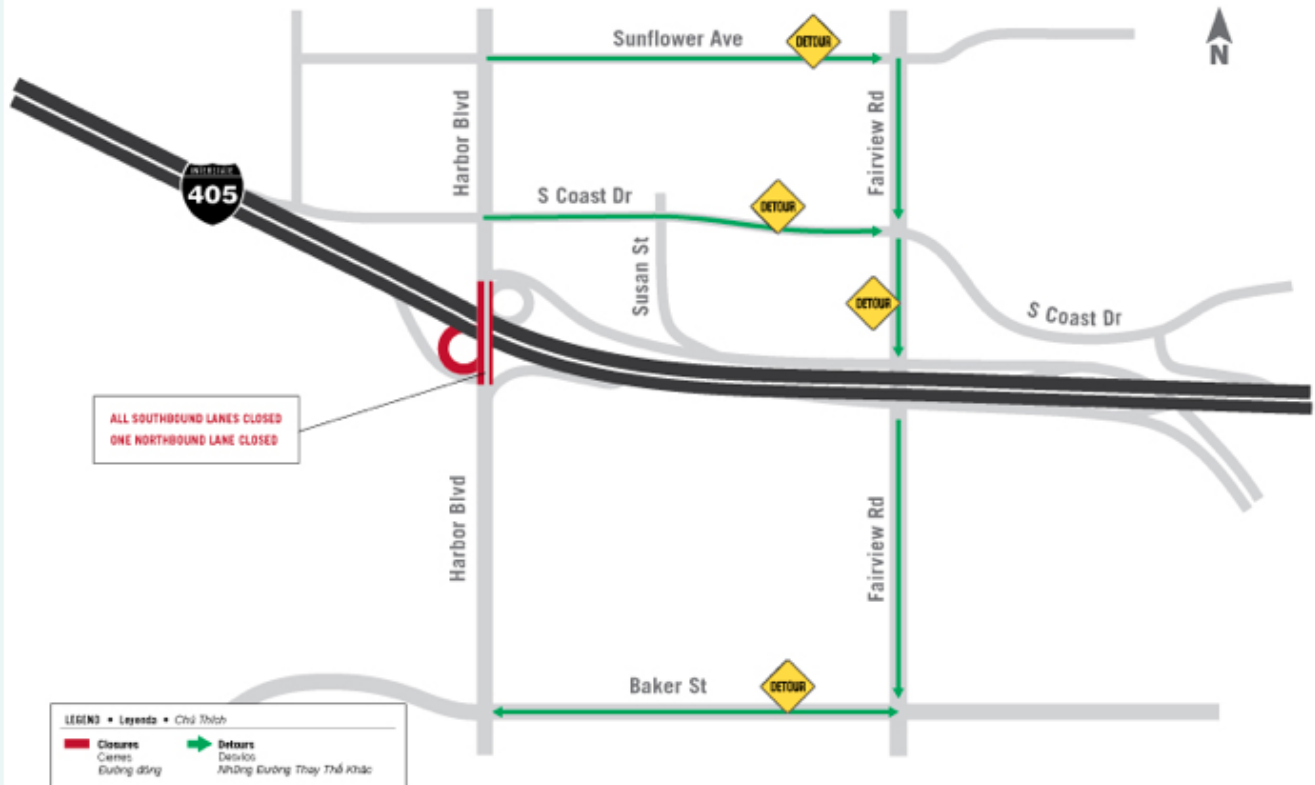 Sunflower Ave
DETOUR
N
Harbor Blvd
Fairview Rd
INTERSTATE
405
S Coast Dr
DETOUR
Susan St
DETOUR
S Coast Dr
ALL SOUTHBOUND LANES CLOSED
ONE NORTHBOUND LANE CLOSED
Harbor Blvd
Fairview Rd
Baker St
DETOUR
LEGEND • Leyenda • Chú Thích
Closures
Cierres
Đường đóng
Detours
Desvíos
Những Đường Thay Thế Khác